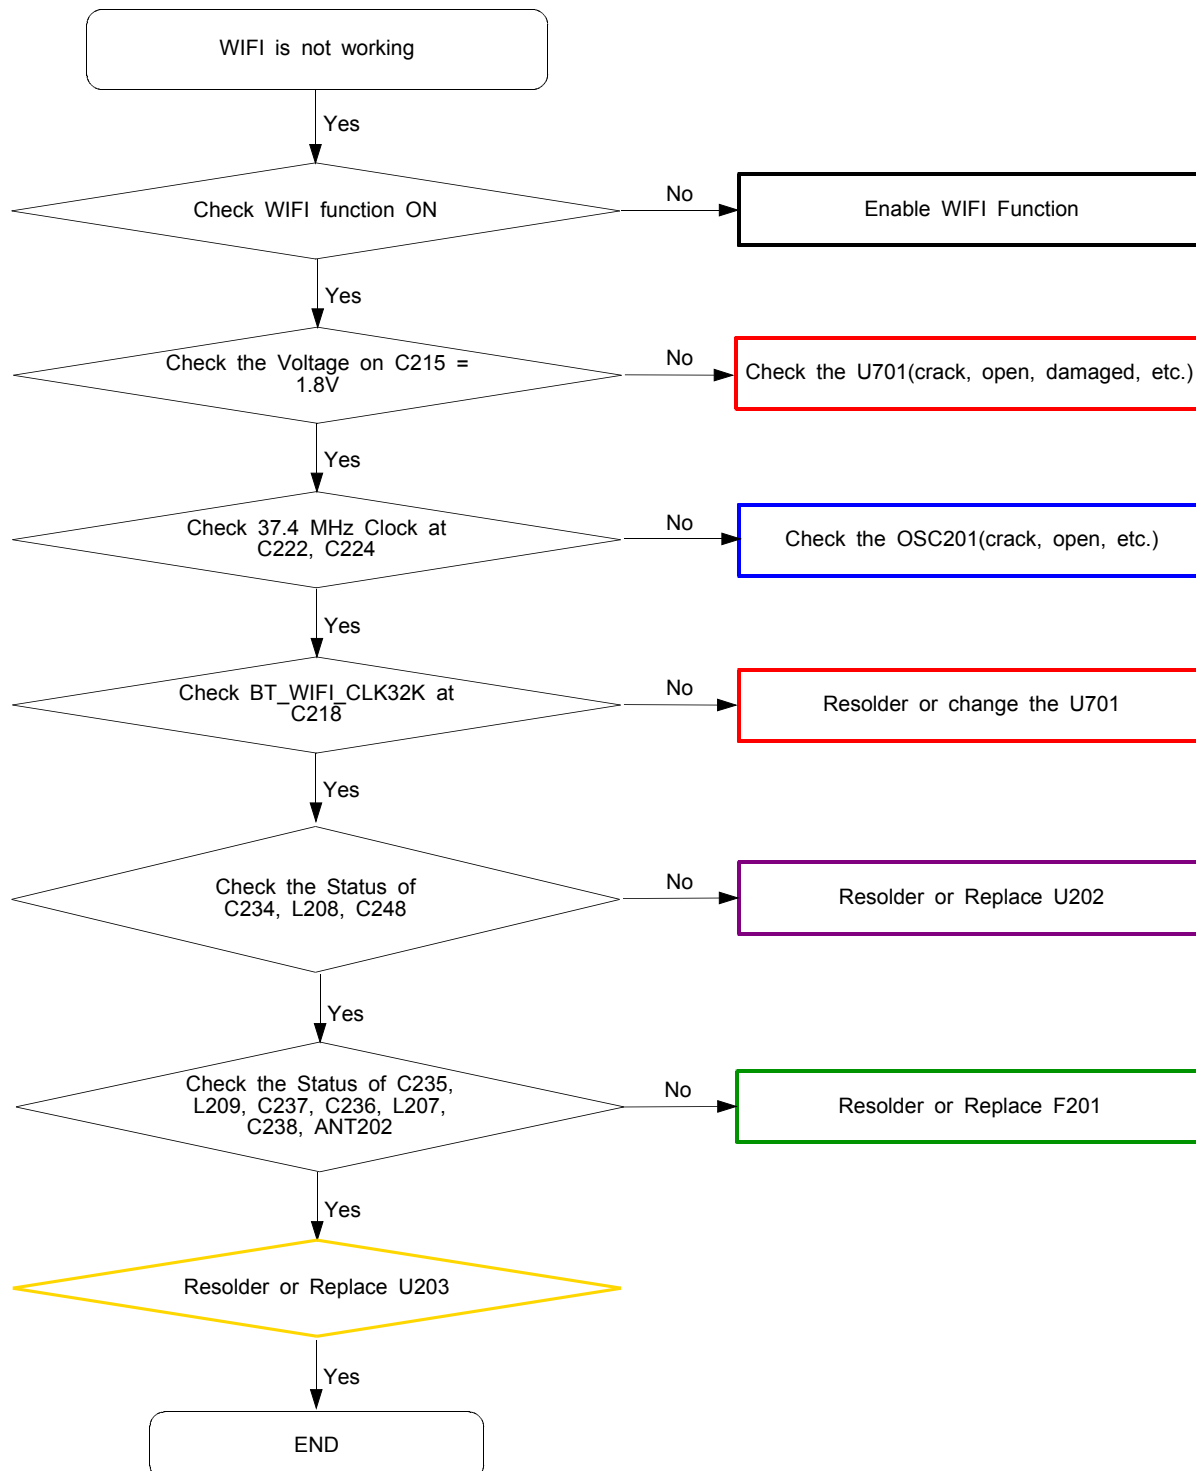 WIFI is not working
Yes
Check WIFI function ON
No
Enable WIFI Function
Yes
Check the Voltage on C215 =
1.8V
No
Check the U701(crack, open, damaged, etc.)
Yes
Check 37.4 MHz Clock at
C222, C224
No
Check the OSC201(crack, open, etc.)
Yes
Check BT_WIFI_CLK32K at
C218
No
Resolder or change the U701
Yes
Check the Status of
C234, L208, C248
No
Resolder or Replace U202
Yes
Check the Status of C235,
L209, C237, C236, L207,
C238, ANT202
No
Resolder or Replace F201
Yes
Resolder or Replace U203
Yes
END